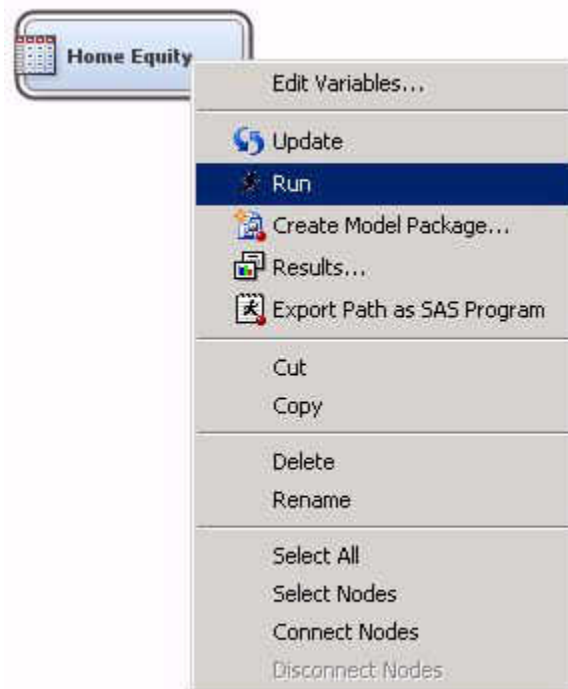 Home Equity
Edit Variables...
Update
Run
Create Model Package...
Results...
Export Path as SAS Program
Cut
Copy
Delete
Rename
Select All
Select Nodes
Connect Nodes
Disconnect Nodes